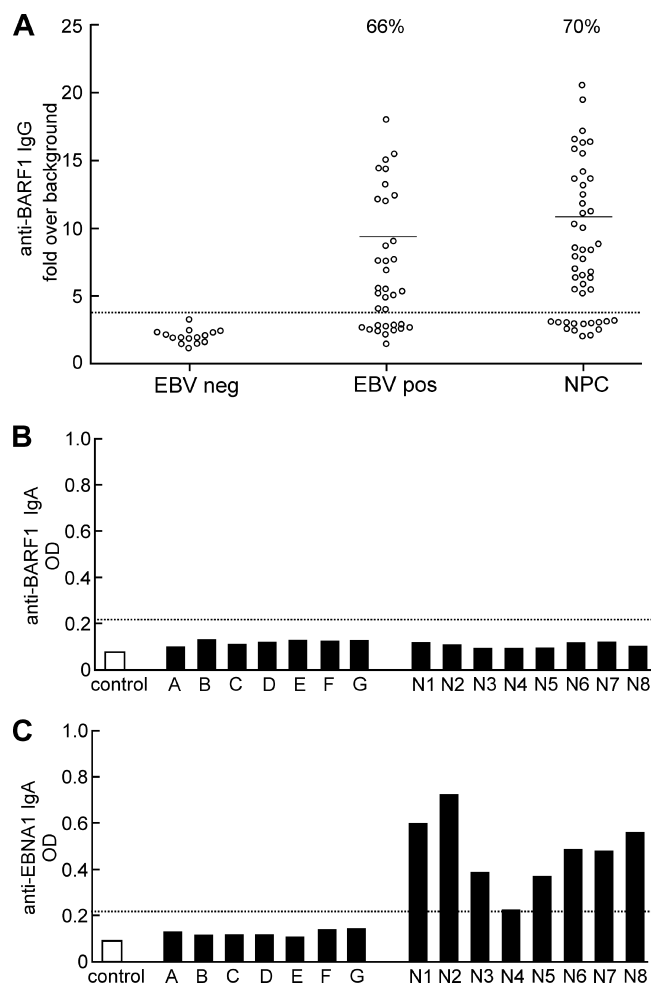 A
25
20
15
10
5
0
anti-BARF1 IgG
fold over background
66%
70%
EBV neg
EBV pos
NPC
B
1.0
0.8
0.6
0.4
0.2
0
anti-BARF1 IgA
OD
control
A B C D E F G
N1 N2 N3 N4 N5 N6 N7 N8
C
1.0
0.8
0.6
0.4
0.2
0
anti-EBNA1 IgA
OD
control
A B C D E F G
N1 N2 N3 N4 N5 N6 N7 N8